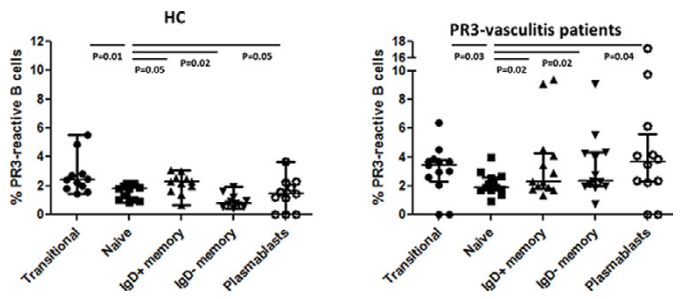 HC
% PR3-reactive B cells
12
10
8
6
4
2
0
P=0.01
P=0.05
P=0.02
P=0.05
Transitional
Naive
IgD+ memory
IgD- memory
Plasmablasts
PR3-vasculitis patients
% PR3-reactive B cells
18
16
12
10
8
6
4
2
0
P=0.03
P=0.02
P=0.02
P=0.04
Transitional
Naive
IgD+ memory
IgD- memory
Plasmablasts